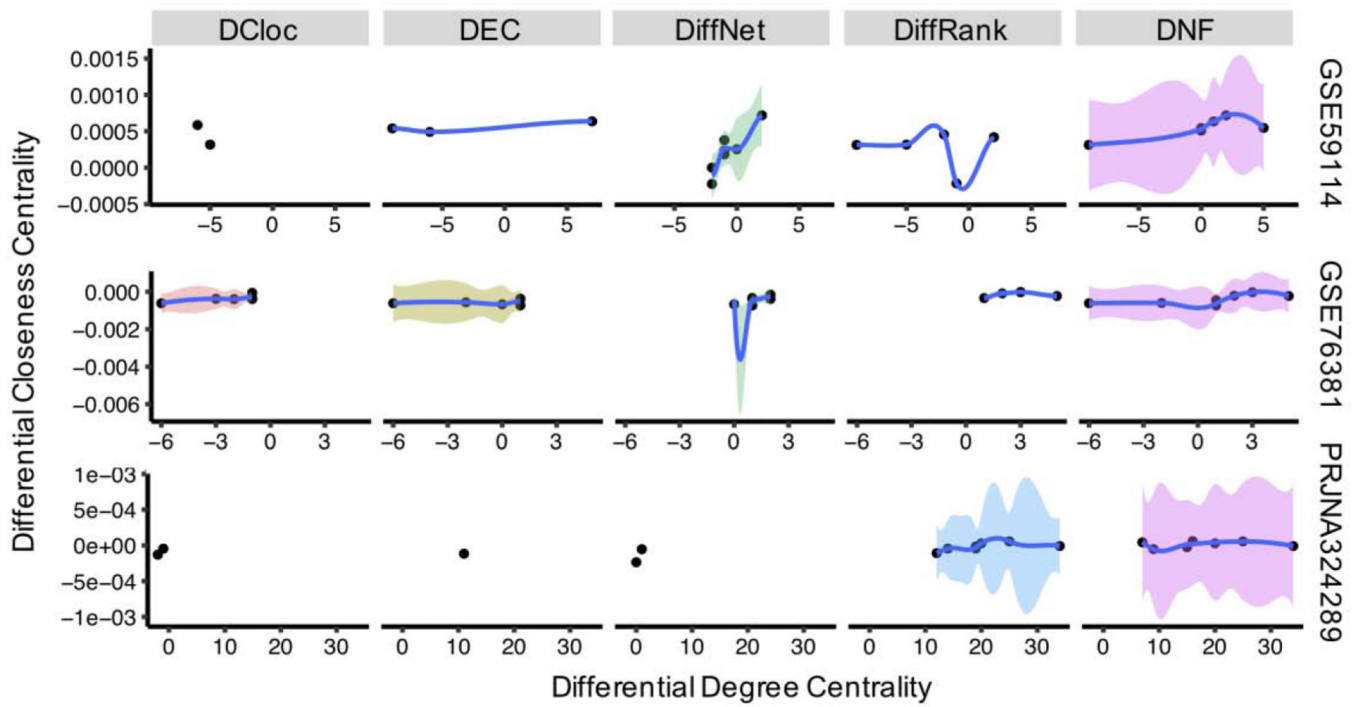 DCloc DEC DiffNet DiffRank DNF
0.0015
0.0010
0.0005
0.0000
−0.0005
−5 0 5 −5 0 5 −5 0 5 −5 0 5 −5 0 5
GSE59114
0.000
−0.002
−0.004
−0.006
−6 −3 0 3 −6 −3 0 3 −6 −3 0 3 −6 −3 0 3 −6 −3 0 3
GSE76381
1e−03
5e−04
0e+00
−5e−04
−1e−03
0 10 20 30 0 10 20 30 0 10 20 30 0 10 20 30 0 10 20 30
PRJNA324289
Differential Closeness Centrality
Differential Degree Centrality